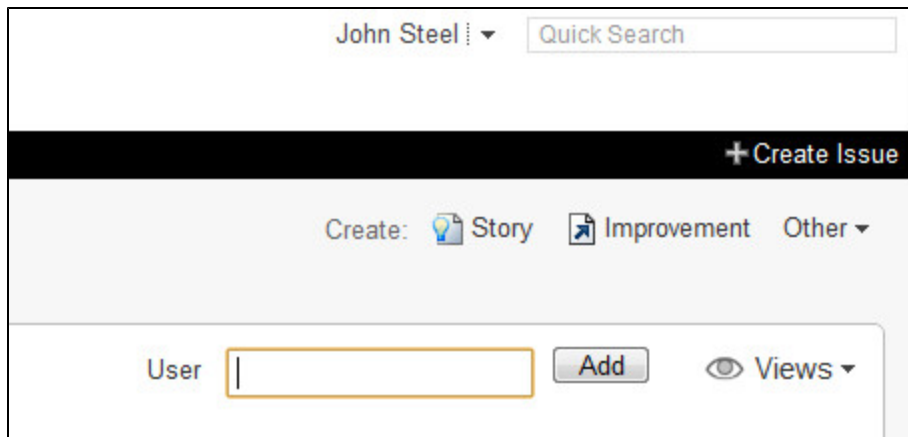 John Steel Quick Search
Create Issue
Create: Story Improvement Other
User Add Views